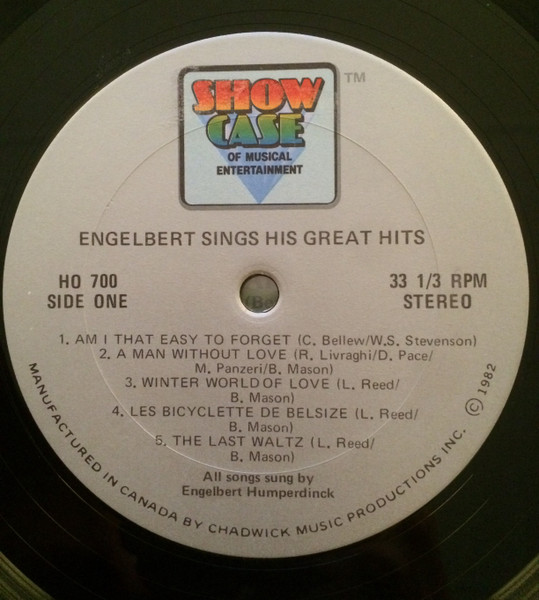 SHOW
CASE
TM
OF MUSICAL
ENTERTAINMENT
ENGELBERT SINGS HIS GREAT HITS
HO 700
SIDE ONE
33 1/3 RPM
STEREO
1. AM I THAT EASY TO FORGET (C. Bellew/W.S. Stevenson)
2. A MAN WITHOUT LOVE (R. Livraghi/D. Pace/
M. Panzeri/B. Mason)
3. WINTER WORLD OF LOVE (L. Reed/
B. Mason)
4. LES BICYCLETTE DE BELSIZE (L. Reed/
B. Mason)
5. THE LAST WALTZ (L. Reed/
B. Mason)
All songs sung by
Engelbert Humperdinck
MANUFACTURED IN CANADA BY CHADWICK MUSIC PRODUCTIONS INC. © 1982